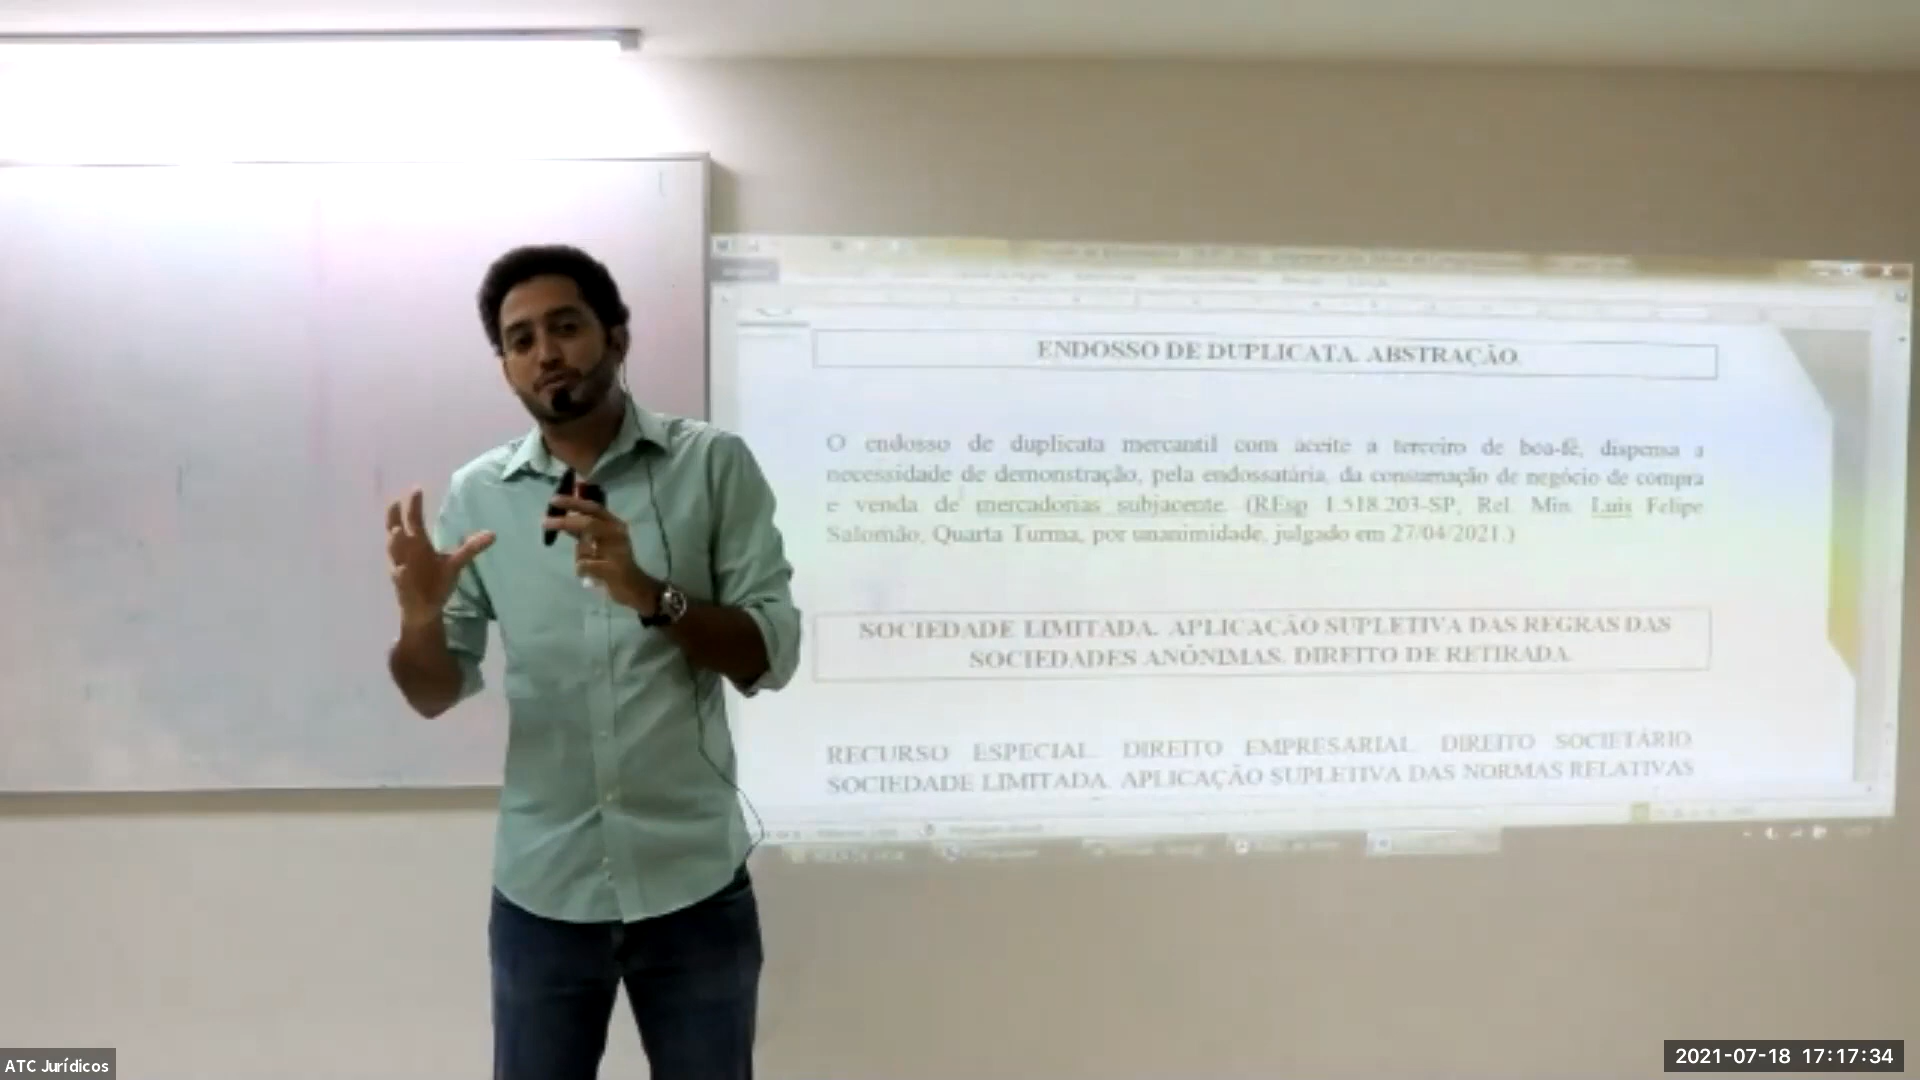 ENDOSSO DE DUPLICATA. ABSTRAÇÃO.
O endosso de duplicata mercantil com aceite a terceiro de boa-fé, dispensa a
necessidade de demonstração, pela endossatária, da consumação de negócio de compra
e venda de mercadorias subjacente. (REsp 1.518.203-SP, Rel. Min. Luis Felipe
Salomão, Quarta Turma, por unanimidade, julgado em 27/04/2021.)
SOCIEDADE LIMITADA. APLICAÇÃO SUPLETIVA DAS REGRAS DAS
SOCIEDADES ANÔNIMAS. DIREITO DE RETIRADA.
RECURSO ESPECIAL. DIREITO EMPRESARIAL. DIREITO SOCIETÁRIO.
SOCIEDADE LIMITADA. APLICAÇÃO SUPLETIVA DAS NORMAS RELATIVAS
ATC Jurídicos
2021-07-18 17:17:34